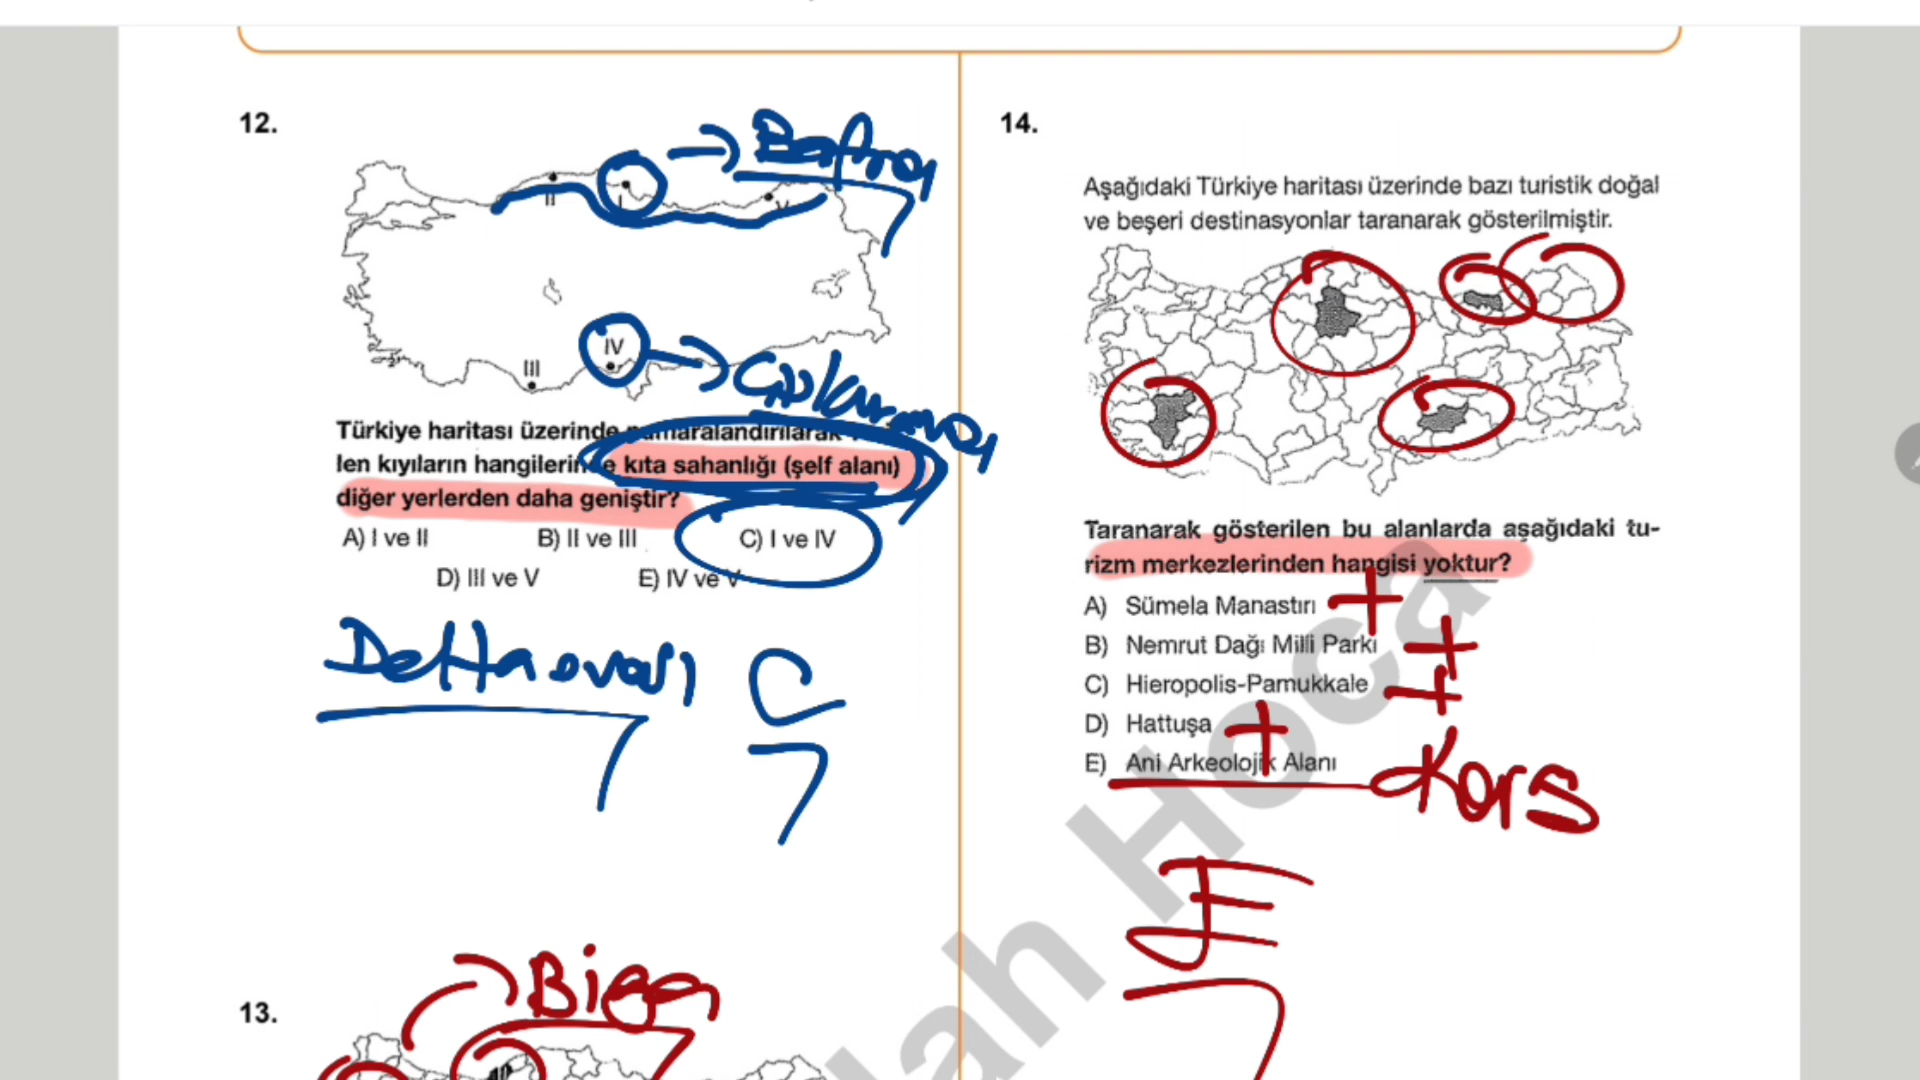 12.
Bafra
II
I
V
IV
III
Çukurova
Türkiye haritası üzerinde numaralandırılarak
len kıyıların hangilerinde kıta sahanlığı (şelf alanı)
diğer yerlerden daha geniştir?
A) I ve II
B) II ve III
C) I ve IV
D) III ve V
E) IV ve V
Delta ovası
C
13.
Biga
14.
Aşağıdaki Türkiye haritası üzerinde bazı turistik doğal
ve beşeri destinasyonlar taranarak gösterilmiştir.
Taranarak gösterilen bu alanlarda aşağıdaki tu-
rizm merkezlerinden hangisi yoktur?
A) Sümela Manastırı +
B) Nemrut Dağı Milli Parkı +
C) Hieropolis-Pamukkale +
D) Hattuşa +
E) Ani Arkeolojik Alanı Kars
E
lah Hoca